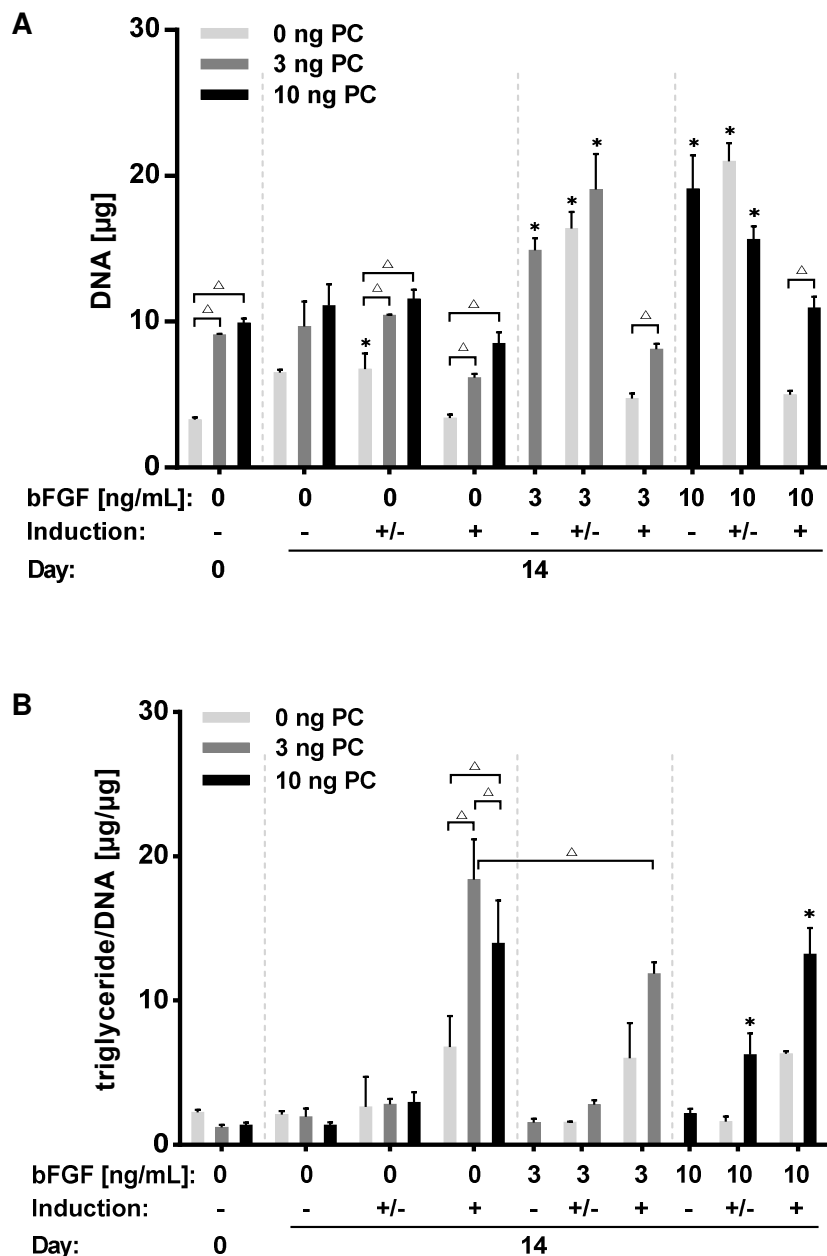 A
30
20
10
0
DNA [µg]
0 ng PC
3 ng PC
10 ng PC
△ △ △ △ * △ △ * * * △ * * * △
bFGF [ng/mL]: 0 0 0 0 3 3 3 10 10 10
Induction: - - +/- + - +/- + - +/- +
Day: 0 14
B
30
20
10
0
triglyceride/DNA [µg/µg]
0 ng PC
3 ng PC
10 ng PC
△ △ △ △ * *
bFGF [ng/mL]: 0 0 0 0 3 3 3 10 10 10
Induction: - - +/- + - +/- + - +/- +
Day: 0 14